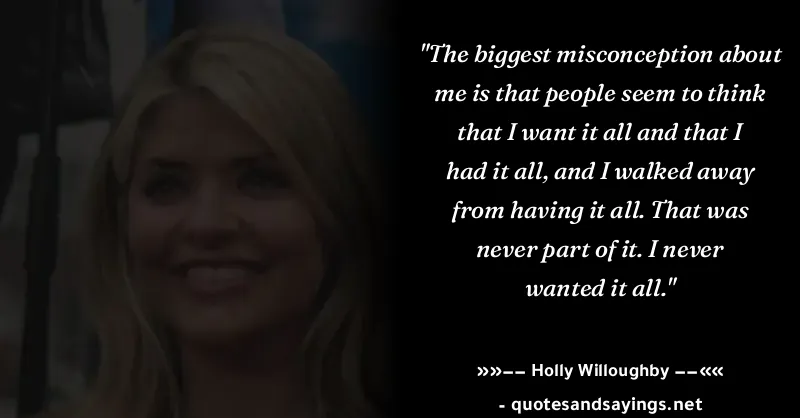 "The biggest misconception about
me is that people seem to think
that I want it all and that I
had it all, and I walked away
from having it all. That was
never part of it. I never
wanted it all."
»»−− Holly Willoughby −−««
- quotesandsayings.net